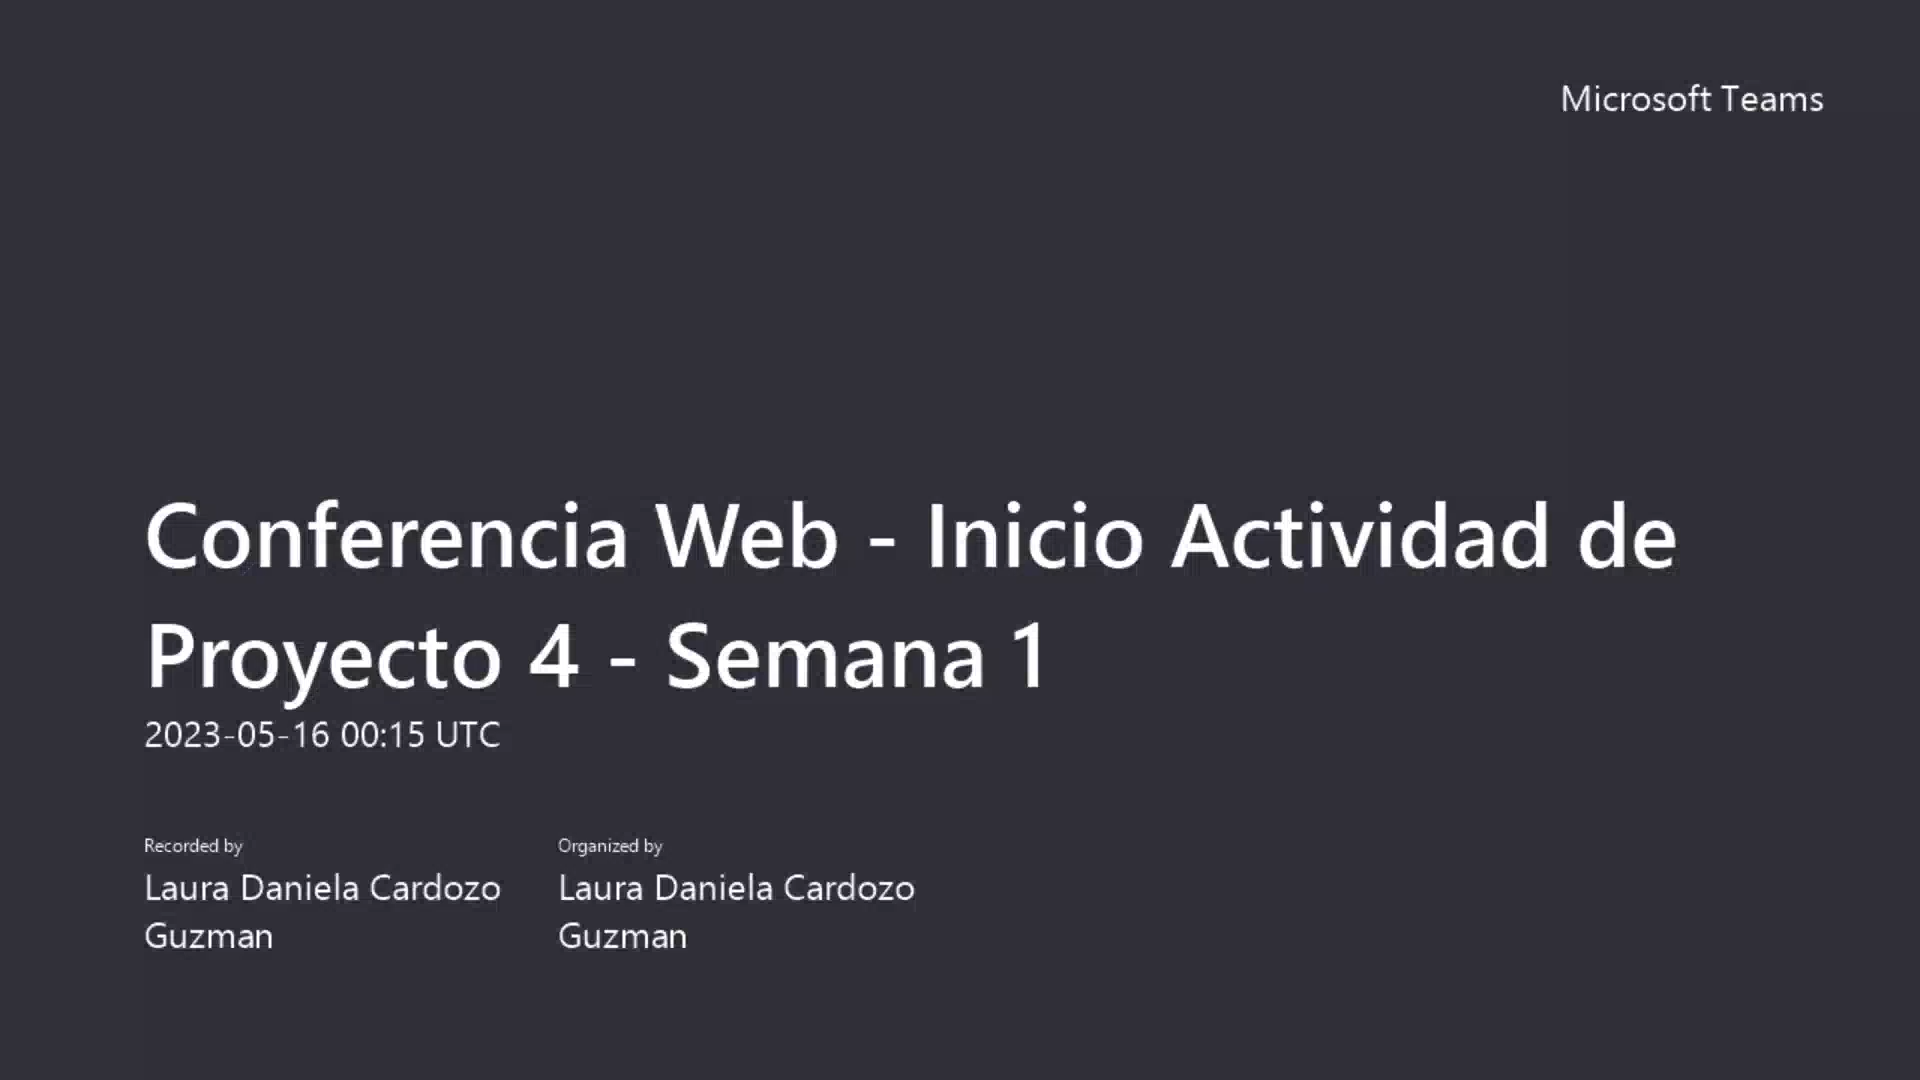 Microsoft Teams
Conferencia Web - Inicio Actividad de
Proyecto 4 - Semana 1
2023-05-16 00:15 UTC
Recorded by
Laura Daniela Cardozo
Guzman
Organized by
Laura Daniela Cardozo
Guzman